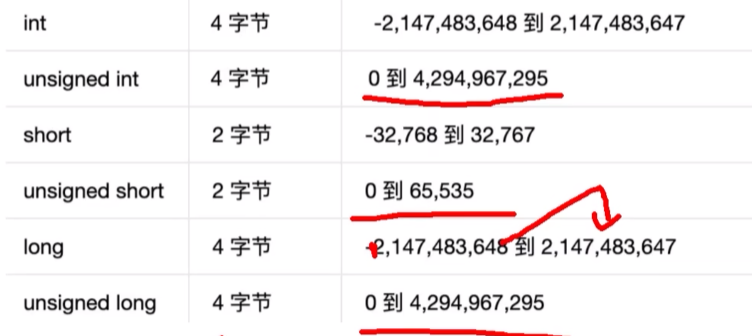 int 4 字节 -2,147,483,648 到 2,147,483,647
unsigned int 4 字节 0 到 4,294,967,295
short 2 字节 -32,768 到 32,767
unsigned short 2 字节 0 到 65,535
long 4 字节 -2,147,483,648 到 2,147,483,647
unsigned long 4 字节 0 到 4,294,967,295